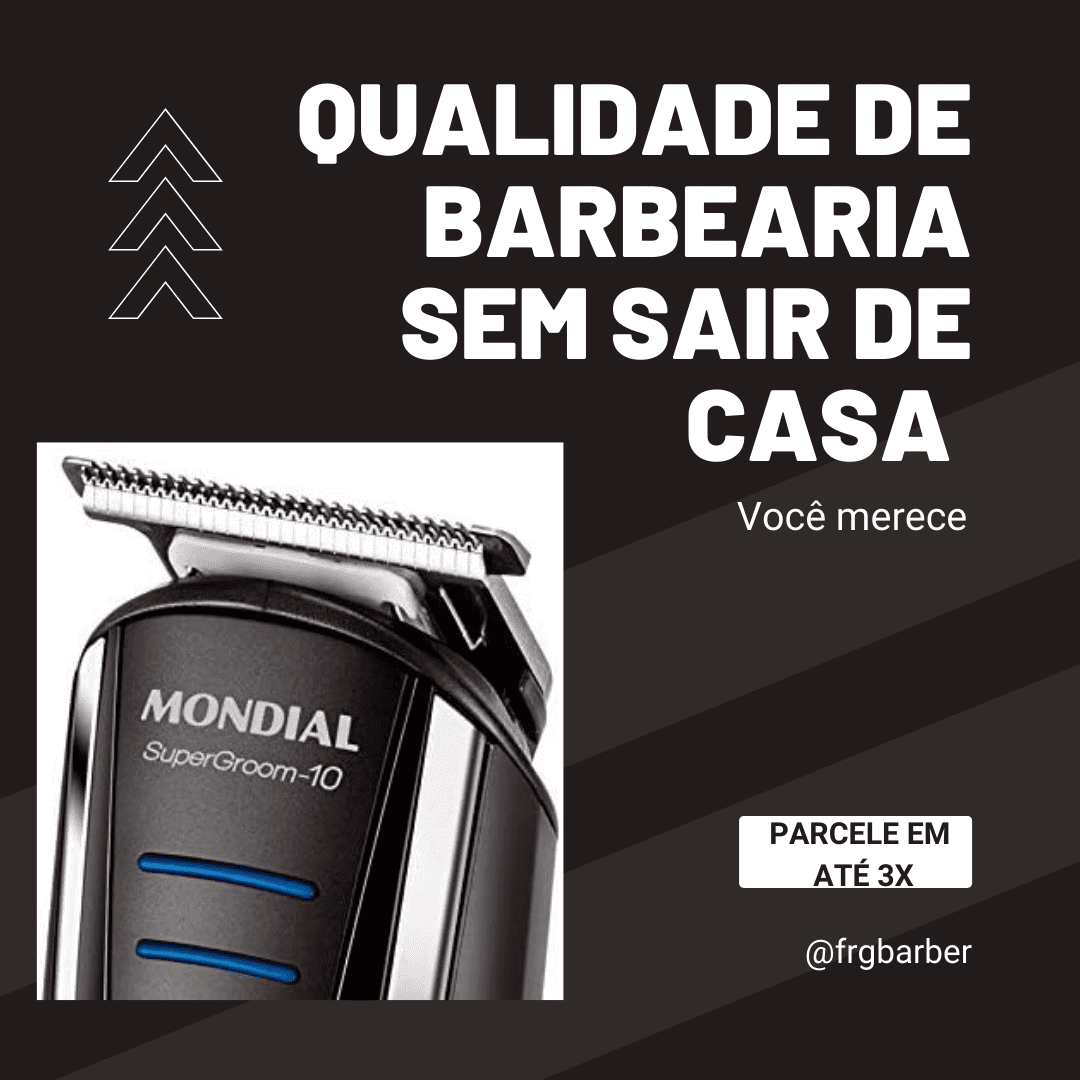 QUALIDADE DE
BARBEARIA
SEM SAIR DE
CASA
Você merece
MONDIAL
SuperGroom-10
PARCELE EM
ATÉ 3X
@frgbarber